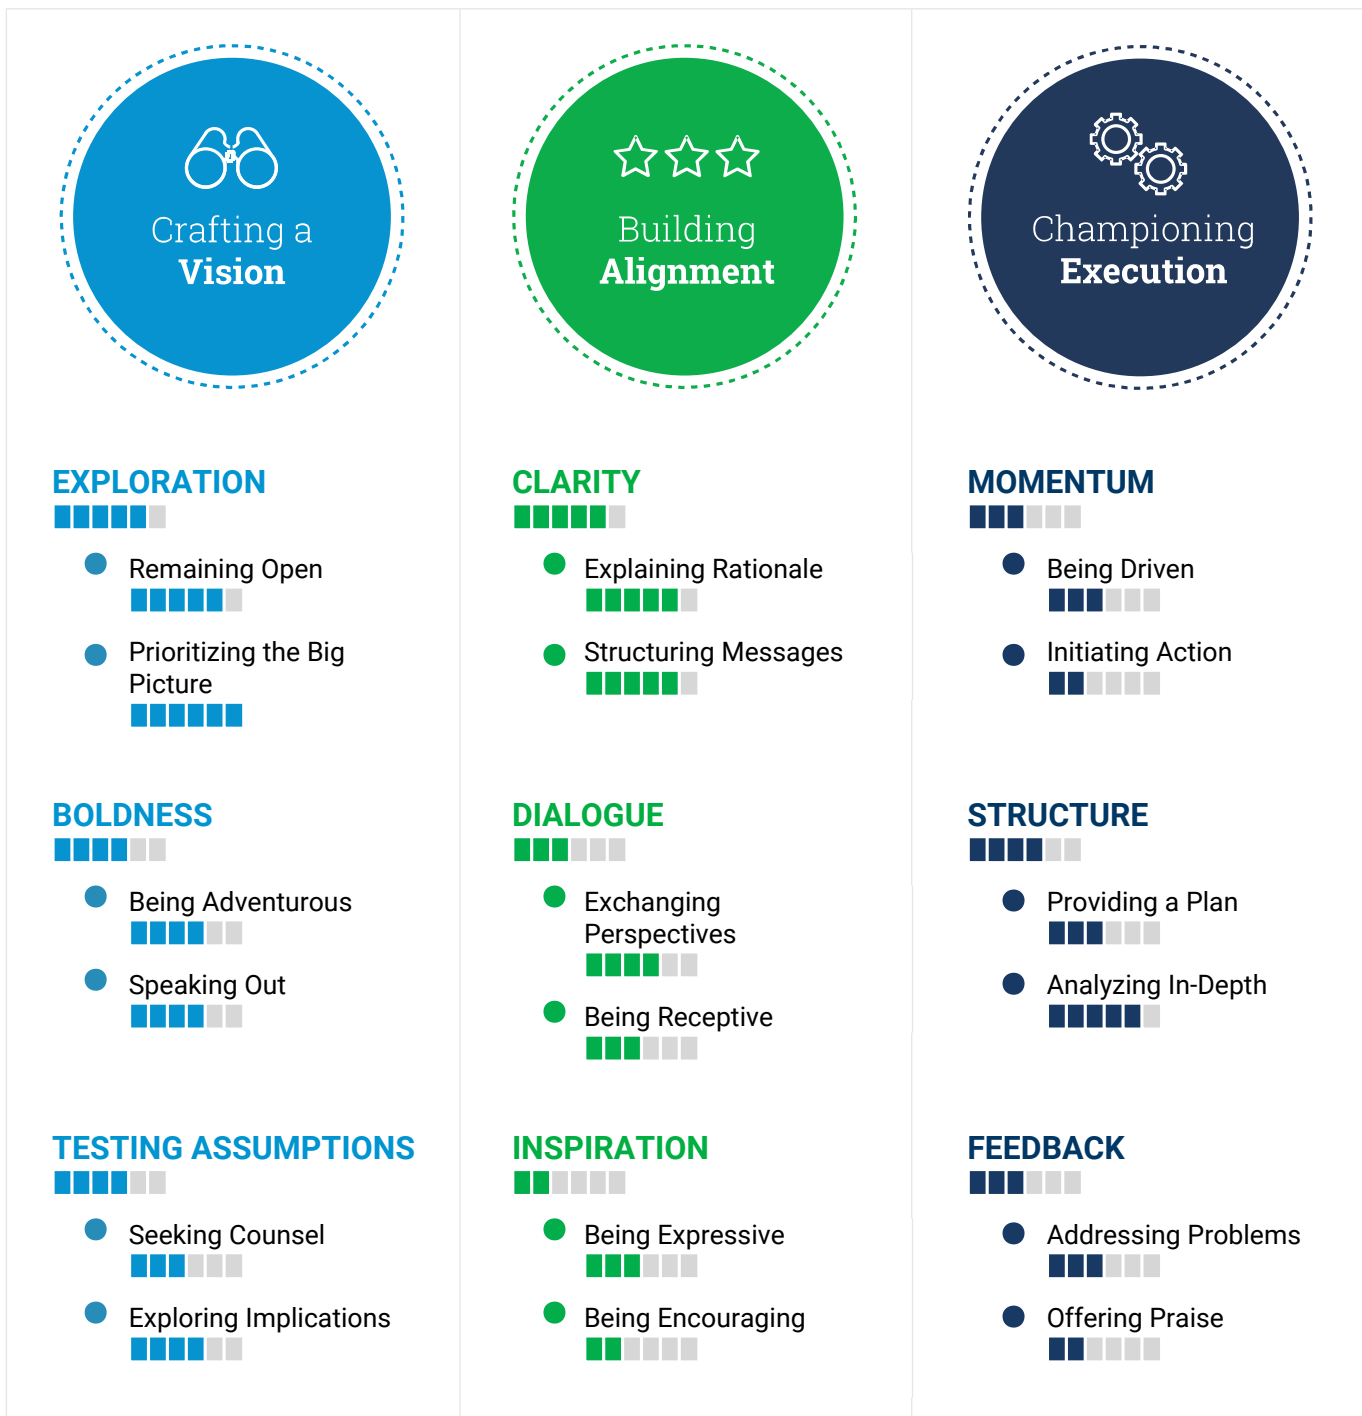 Crafting a
Vision
EXPLORATION
Remaining Open
Prioritizing the Big
Picture
BOLDNESS
Being Adventurous
Speaking Out
TESTING ASSUMPTIONS
Seeking Counsel
Exploring Implications
Building
Alignment
CLARITY
Explaining Rationale
Structuring Messages
DIALOGUE
Exchanging
Perspectives
Being Receptive
INSPIRATION
Being Expressive
Being Encouraging
Championing
Execution
MOMENTUM
Being Driven
Initiating Action
STRUCTURE
Providing a Plan
Analyzing In-Depth
FEEDBACK
Addressing Problems
Offering Praise